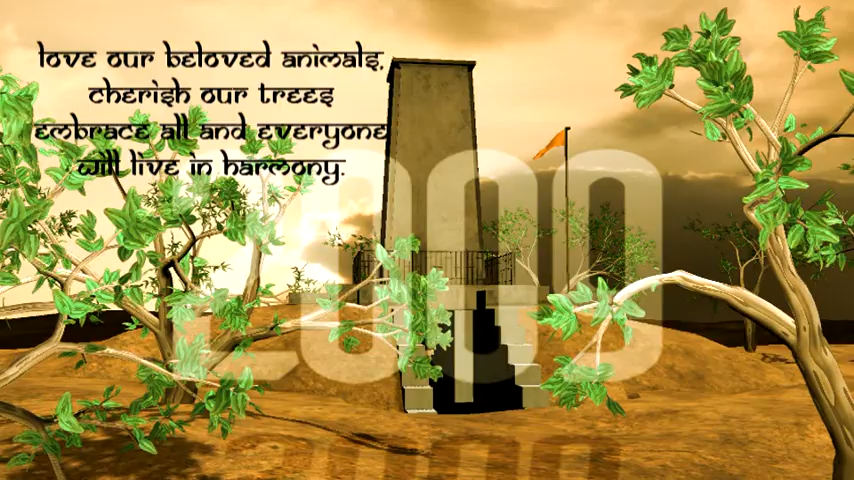 Love our beloved animals,
cherish our trees
embrace all and everyone
will live in harmony.